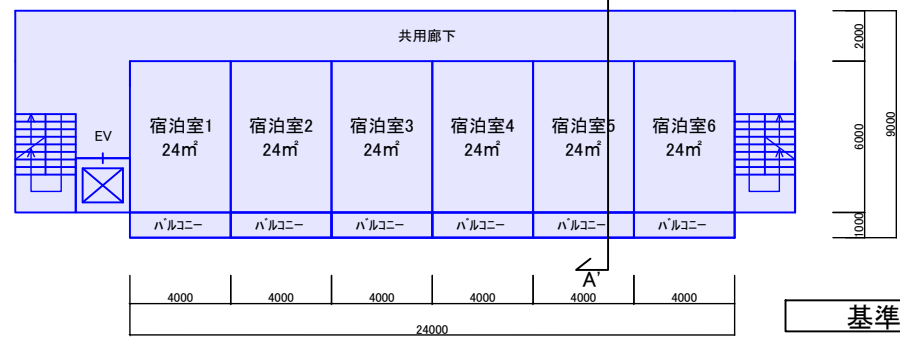 共用廊下
2000
6000
9000
1000
EV
宿泊室1
24㎡
宿泊室2
24㎡
宿泊室3
24㎡
宿泊室4
24㎡
宿泊室5
24㎡
宿泊室6
24㎡
バルコニー
バルコニー
バルコニー
バルコニー
バルコニー
バルコニー
A'
4000
4000
4000
4000
4000
4000
24000
基準